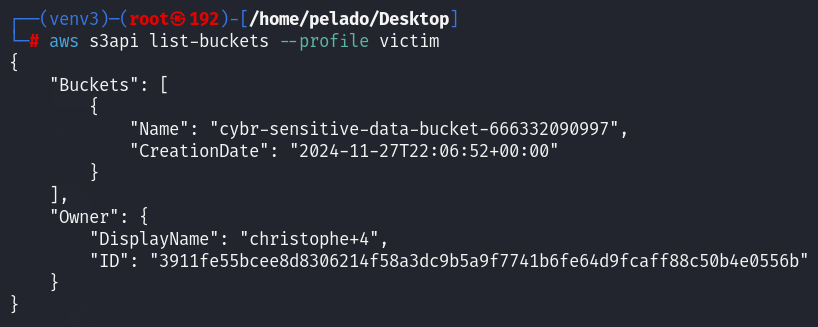 ┌──(venv3)─(root㉿192)-[/home/pelado/Desktop]
└─# aws s3api list-buckets --profile victim
{
    "Buckets": [
        {
            "Name": "cybr-sensitive-data-bucket-666332090997",
            "CreationDate": "2024-11-27T22:06:52+00:00"
        }
    ],
    "Owner": {
        "DisplayName": "christophe+4",
        "ID": "3911fe55bcee8d8306214f58a3dc9b5a9f7741b6fe64d9fcaff88c50b4e0556b"
    }
}